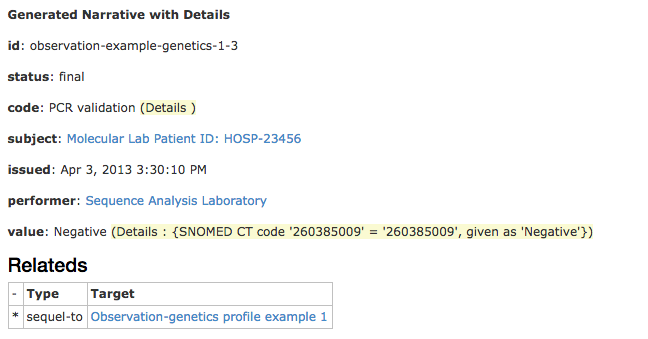 Generated Narrative with Details
id: observation-example-genetics-1-3
status: final
code: PCR validation (Details )
subject: Molecular Lab Patient ID: HOSP-23456
issued: Apr 3, 2013 3:30:10 PM
performer: Sequence Analysis Laboratory
value: Negative (Details : {SNOMED CT code '260385009' = '260385009', given as 'Negative'})
Relateds
- Type Target
* sequel-to Observation-genetics profile example 1